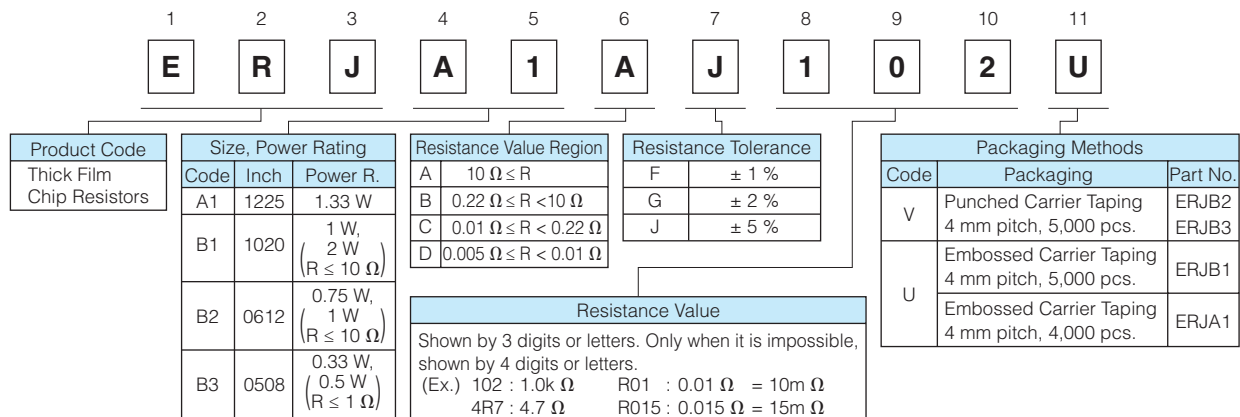 1 2 3 4 5 6 7 8 9 10 11
E R J A 1 A J 1 0 2 U
Product Code
Thick Film
Chip Resistors
Size, Power Rating
Code Inch Power R.
A1 1225 1.33 W
B1 1020 1 W,
(2 W
R ≤ 10 Ω)
B2 0612 0.75 W,
(1 W
R ≤ 10 Ω)
B3 0508 0.33 W,
(0.5 W
R ≤ 1 Ω)
Resistance Value Region
A 10 Ω ≤ R
B 0.22 Ω ≤ R <10 Ω
C 0.01 Ω ≤ R < 0.22 Ω
D 0.005 Ω ≤ R < 0.01 Ω
Resistance Tolerance
F ± 1 %
G ± 2 %
J ± 5 %
Resistance Value
Shown by 3 digits or letters. Only when it is impossible,
shown by 4 digits or letters.
(Ex.) 102 : 1.0k Ω R01 : 0.01 Ω = 10m Ω
4R7 : 4.7 Ω R015 : 0.015 Ω = 15m Ω
Packaging Methods
Code Packaging Part No.
V Punched Carrier Taping ERJB2
4 mm pitch, 5,000 pcs. ERJB3
U Embossed Carrier Taping
4 mm pitch, 5,000 pcs. ERJB1
Embossed Carrier Taping
4 mm pitch, 4,000 pcs. ERJA1